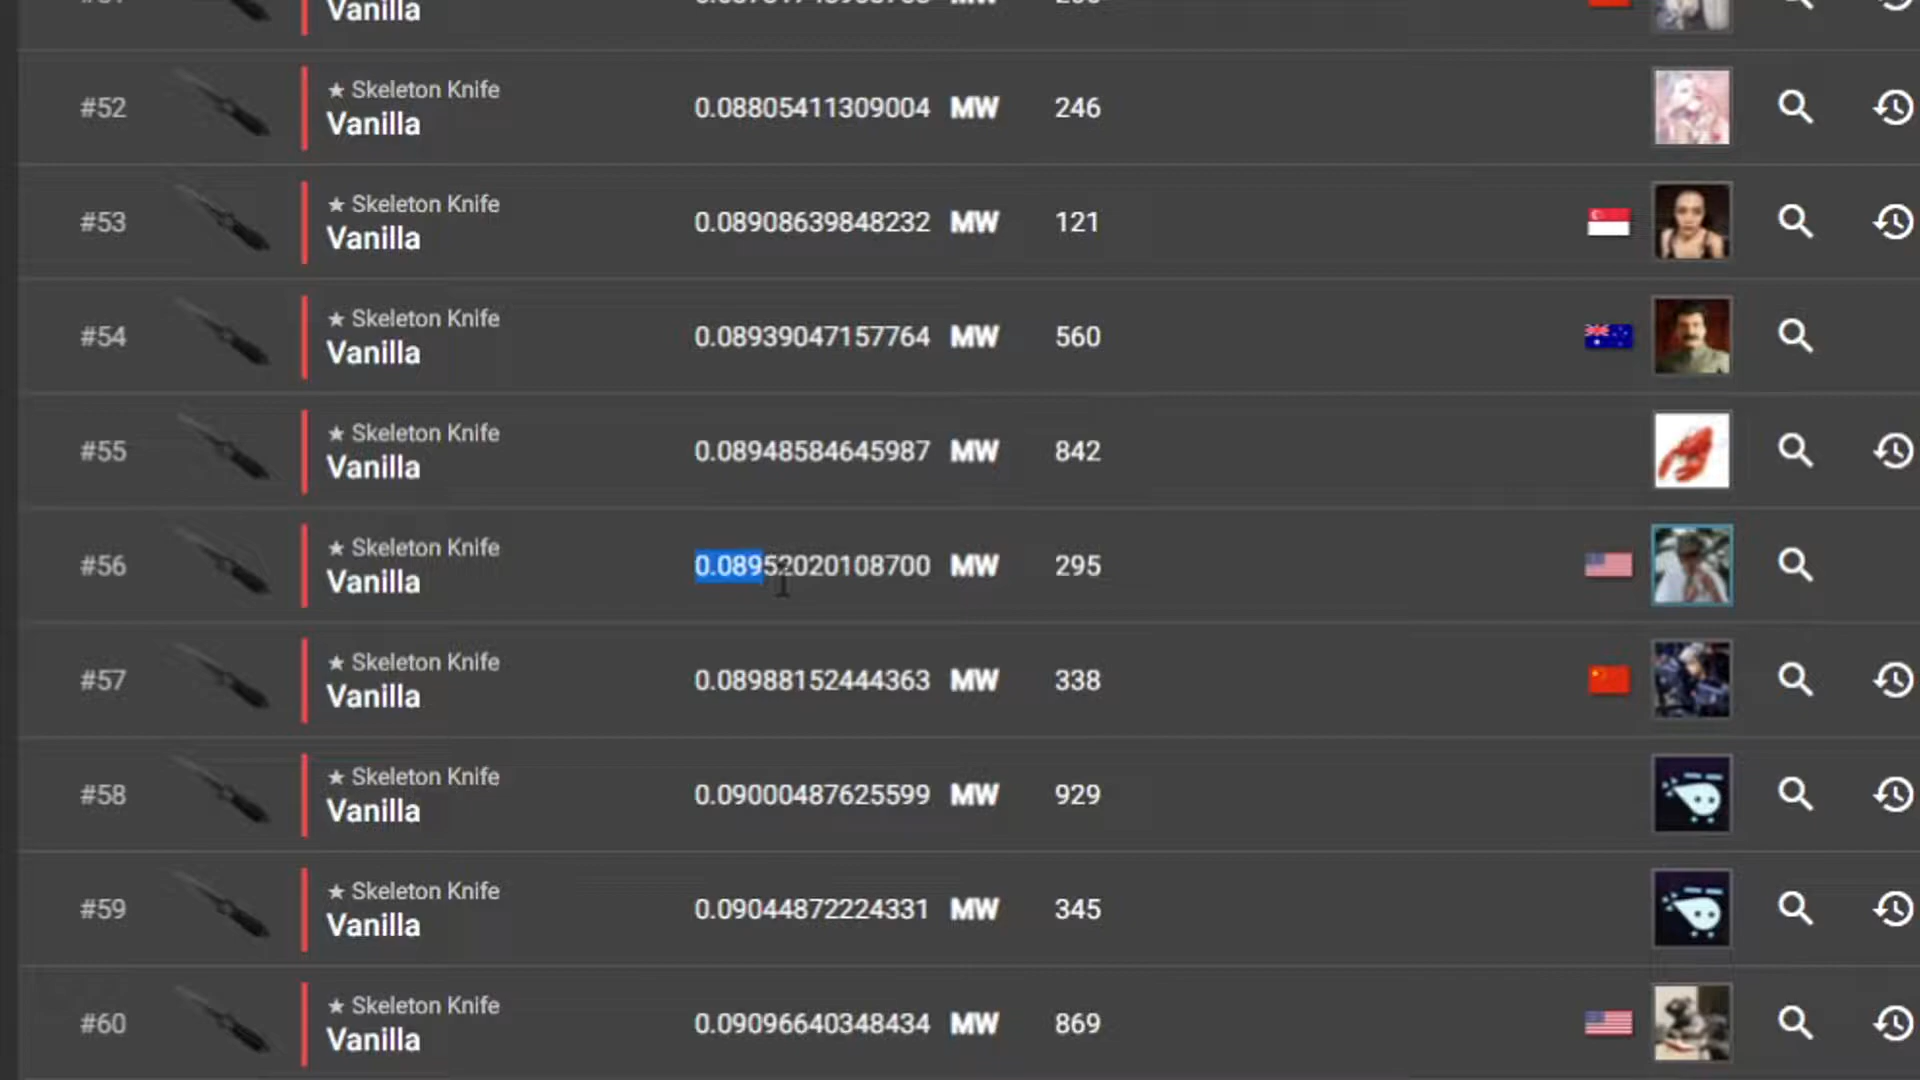 Vanilla
#52 ★ Skeleton Knife
Vanilla 0.08805411309004 MW 246
#53 ★ Skeleton Knife
Vanilla 0.08908639848232 MW 121
#54 ★ Skeleton Knife
Vanilla 0.08939047157764 MW 560
#55 ★ Skeleton Knife
Vanilla 0.08948584645987 MW 842
#56 ★ Skeleton Knife
Vanilla 0.08952020108700 MW 295
#57 ★ Skeleton Knife
Vanilla 0.08988152444363 MW 338
#58 ★ Skeleton Knife
Vanilla 0.09000487625599 MW 929
#59 ★ Skeleton Knife
Vanilla 0.09044872224331 MW 345
#60 ★ Skeleton Knife
Vanilla 0.09096640348434 MW 869